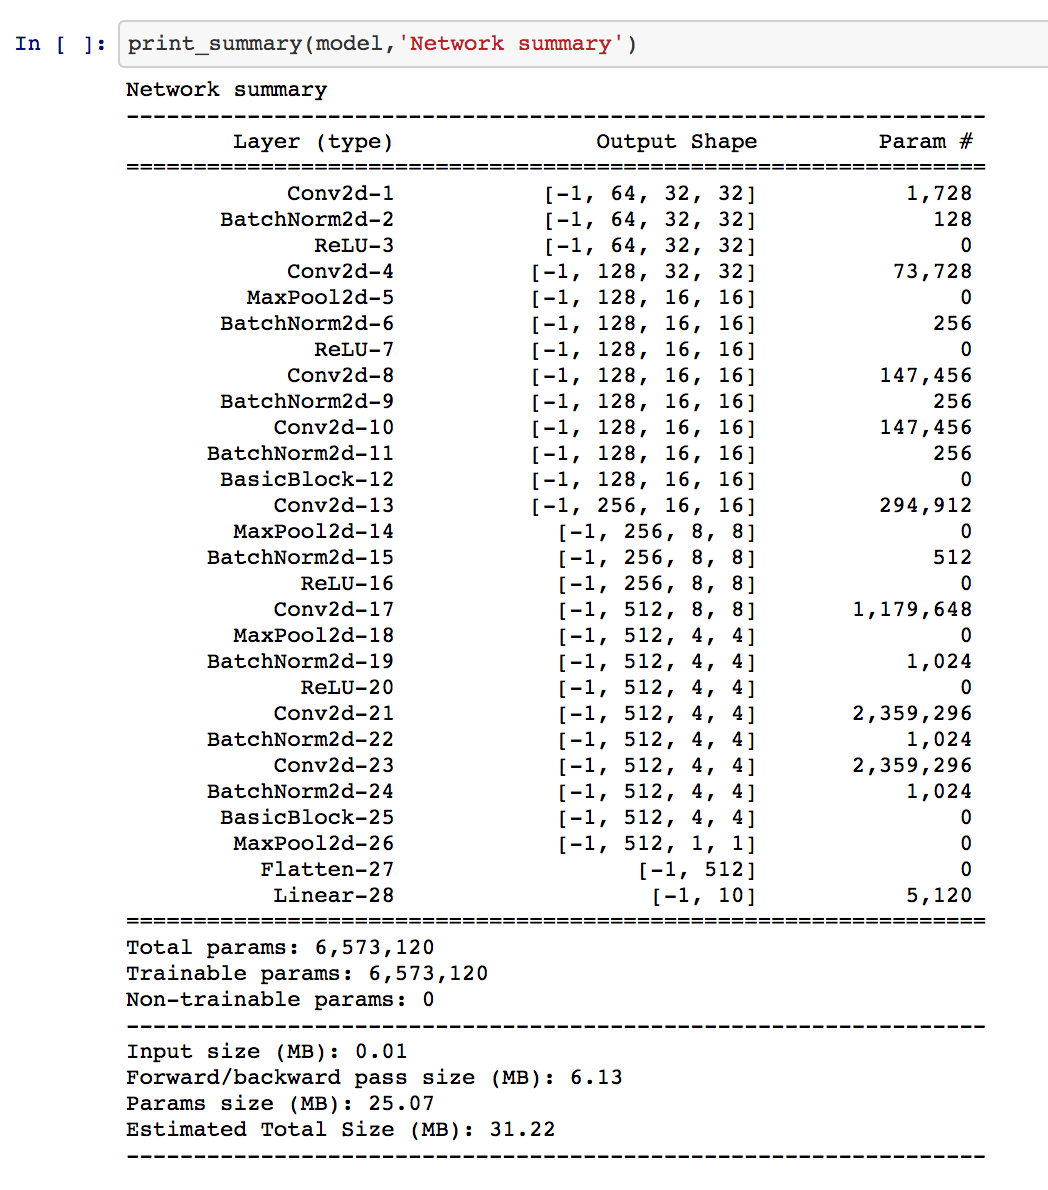 In [ ]: print_summary(model,'Network summary')
Network summary
----------------------------------------------------------------
Layer (type) Output Shape Param #
================================================================
Conv2d-1 [-1, 64, 32, 32] 1,728
BatchNorm2d-2 [-1, 64, 32, 32] 128
ReLU-3 [-1, 64, 32, 32] 0
Conv2d-4 [-1, 128, 32, 32] 73,728
MaxPool2d-5 [-1, 128, 16, 16] 0
BatchNorm2d-6 [-1, 128, 16, 16] 256
ReLU-7 [-1, 128, 16, 16] 0
Conv2d-8 [-1, 128, 16, 16] 147,456
BatchNorm2d-9 [-1, 128, 16, 16] 256
Conv2d-10 [-1, 128, 16, 16] 147,456
BatchNorm2d-11 [-1, 128, 16, 16] 256
BasicBlock-12 [-1, 128, 16, 16] 0
Conv2d-13 [-1, 256, 16, 16] 294,912
MaxPool2d-14 [-1, 256, 8, 8] 0
BatchNorm2d-15 [-1, 256, 8, 8] 512
ReLU-16 [-1, 256, 8, 8] 0
Conv2d-17 [-1, 512, 8, 8] 1,179,648
MaxPool2d-18 [-1, 512, 4, 4] 0
BatchNorm2d-19 [-1, 512, 4, 4] 1,024
ReLU-20 [-1, 512, 4, 4] 0
Conv2d-21 [-1, 512, 4, 4] 2,359,296
BatchNorm2d-22 [-1, 512, 4, 4] 1,024
Conv2d-23 [-1, 512, 4, 4] 2,359,296
BatchNorm2d-24 [-1, 512, 4, 4] 1,024
BasicBlock-25 [-1, 512, 4, 4] 0
MaxPool2d-26 [-1, 512, 1, 1] 0
Flatten-27 [-1, 512] 0
Linear-28 [-1, 10] 5,120
================================================================
Total params: 6,573,120
Trainable params: 6,573,120
Non-trainable params: 0
----------------------------------------------------------------
Input size (MB): 0.01
Forward/backward pass size (MB): 6.13
Params size (MB): 25.07
Estimated Total Size (MB): 31.22
----------------------------------------------------------------